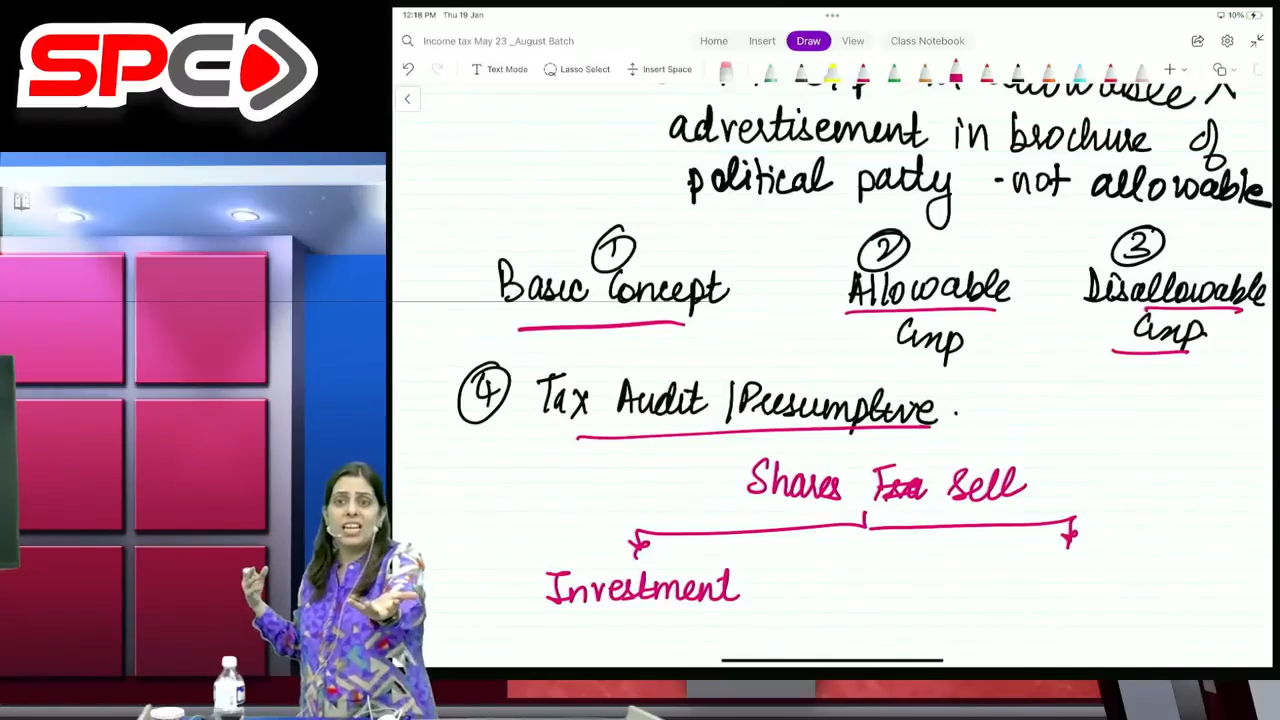 SPC
12:18 PM Thu 19 Jan
10%
Income tax May 23 _August Batch
Home Insert Draw View Class Notebook
Text Mode Lasso Select Insert Space
allowable
advertisement in brochure of
political party - not allowable
① ② ③
Basic Concept Allowable Disallowable
Exp Exp
④ Tax Audit / Presumptive .
Shares Sell
Investment